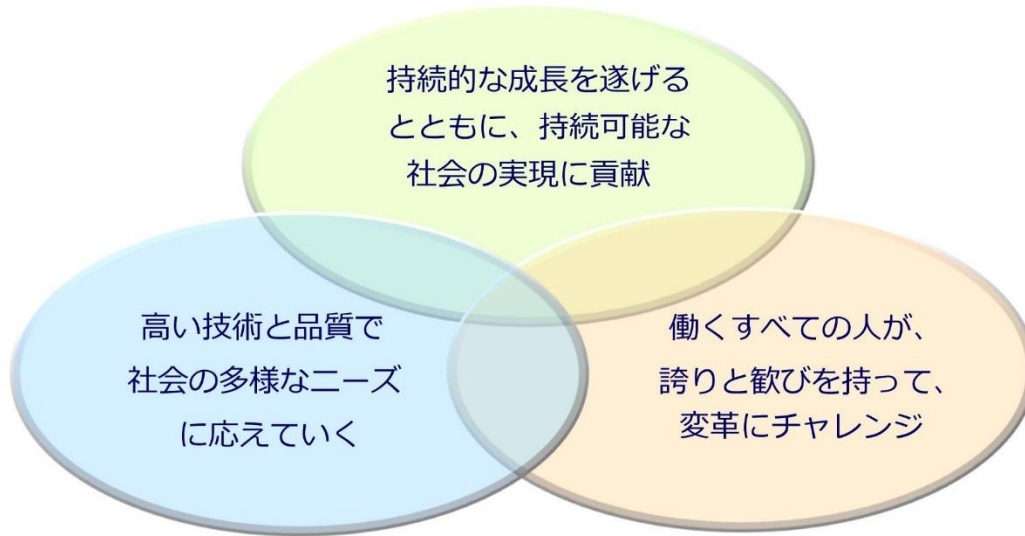 持続的な成長を遂げる
とともに、持続可能な
社会の実現に貢献
高い技術と品質で
社会の多様なニーズ
に応えていく
働くすべての人が、
誇りと歓びを持って、
変革にチャレンジ